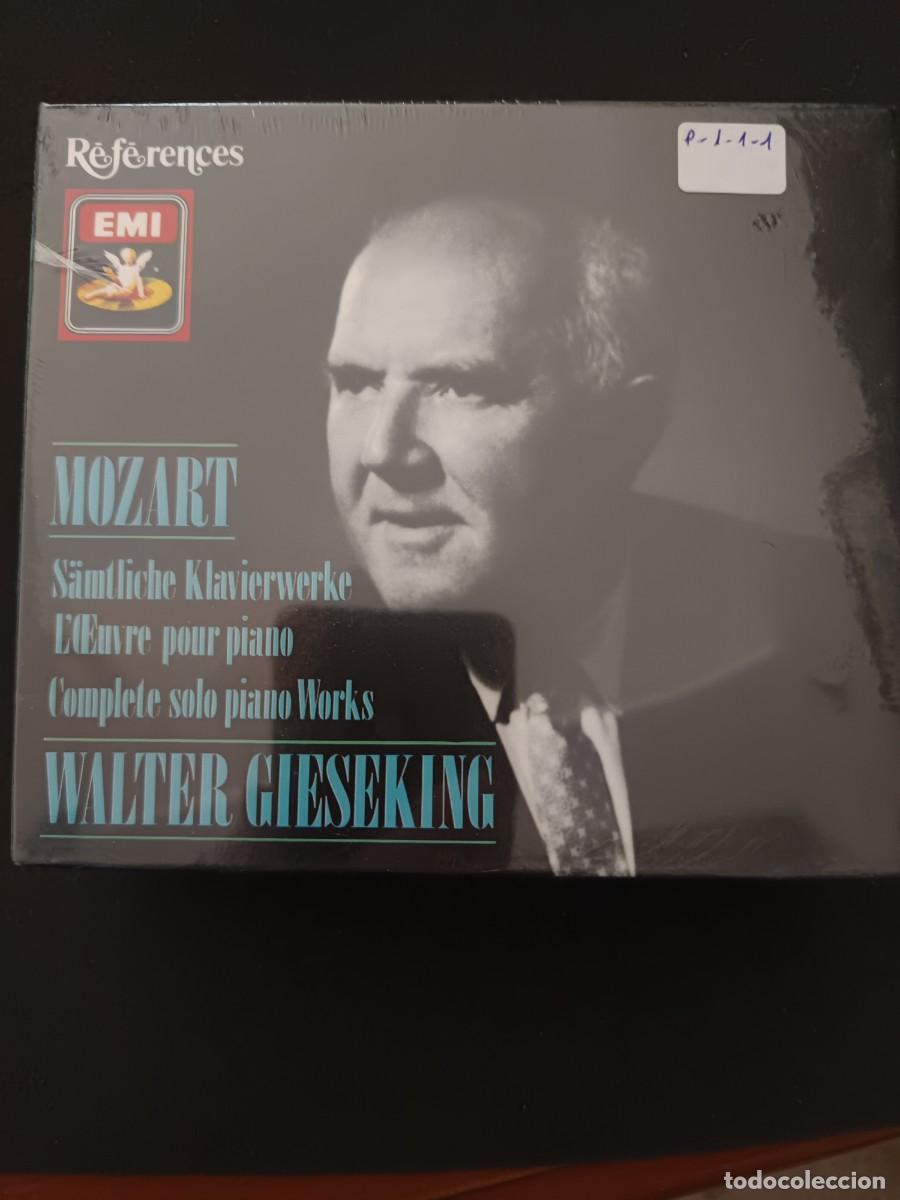 Références
EMI
P-1-1-1
MOZART
Sämtliche Klavierwerke
L'Œuvre pour piano
Complete solo piano Works
WALTER GIESEKING
todocoleccion